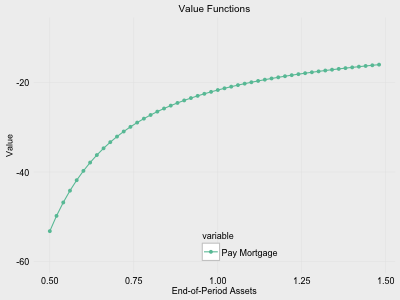 Value Functions
-20
-40
-60
Value
variable
Pay Mortgage
0.50 0.75 1.00 1.25 1.50
End-of-Period Assets